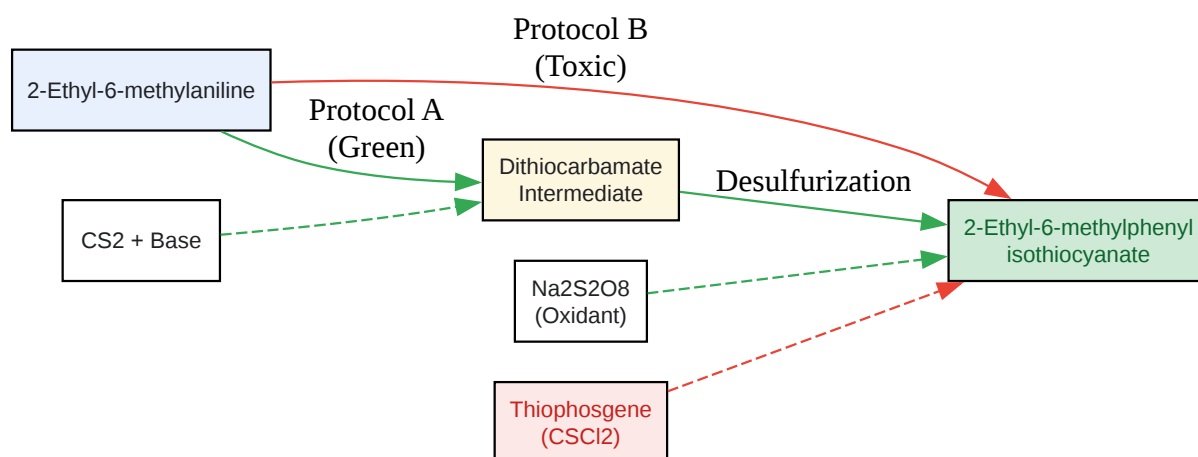 Protocol B
(Toxic)
2-Ethyl-6-methylaniline
Protocol A
(Green)
Dithiocarbamate
Intermediate
Desulfurization
CS2 + Base
2-Ethyl-6-methylphenyl
isothiocyanate
Na2S2O8
(Oxidant)
Thiophosgene
(CSCl2)